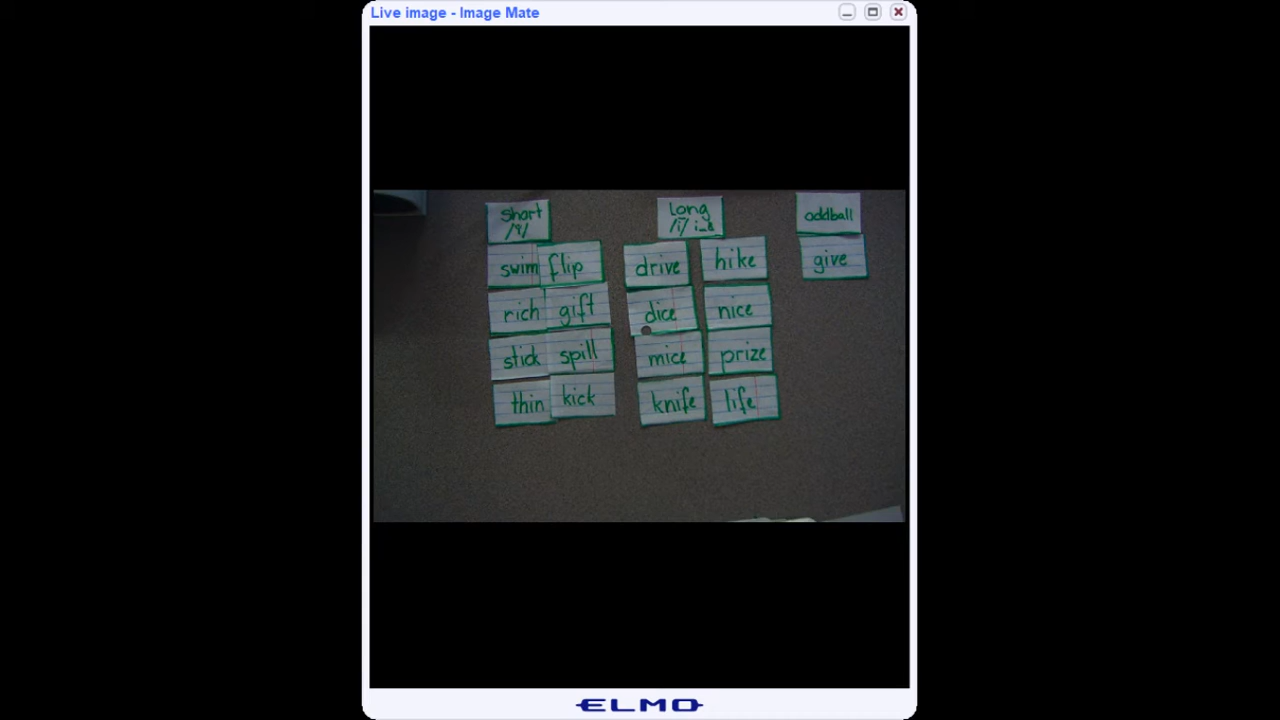 Live image - Image Mate
short
/ĭ/
long
/ī/ i_e
oddball
swim flip
drive hike
give
rich gift
dice nice
stick spill
mice prize
thin kick
knife life
ELMO